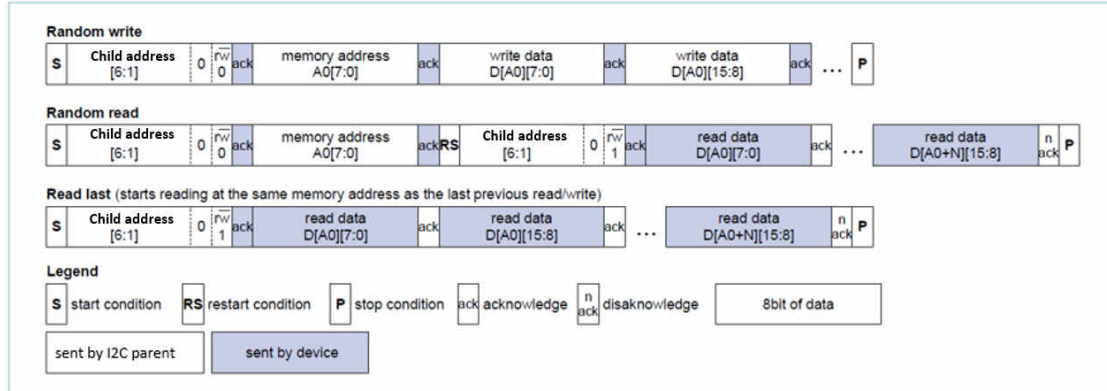 Random write
S Child address [6:1] 0 rw 0 ack memory address A0[7:0] ack write data D[A0][7:0] ack write data D[A0][15:8] ack ... P
Random read
S Child address [6:1] 0 rw 0 ack memory address A0[7:0] ack RS Child address [6:1] 0 rw 1 ack read data D[A0][7:0] ack ... read data D[A0+N][15:8] n ack P
Read last (starts reading at the same memory address as the last previous read/write)
S Child address [6:1] 0 rw 1 ack read data D[A0][7:0] ack read data D[A0][15:8] ack ... read data D[A0+N][15:8] n ack P
Legend
S start condition RS restart condition P stop condition ack acknowledge n ack disaknowledge 8bit of data
sent by I2C parent sent by device